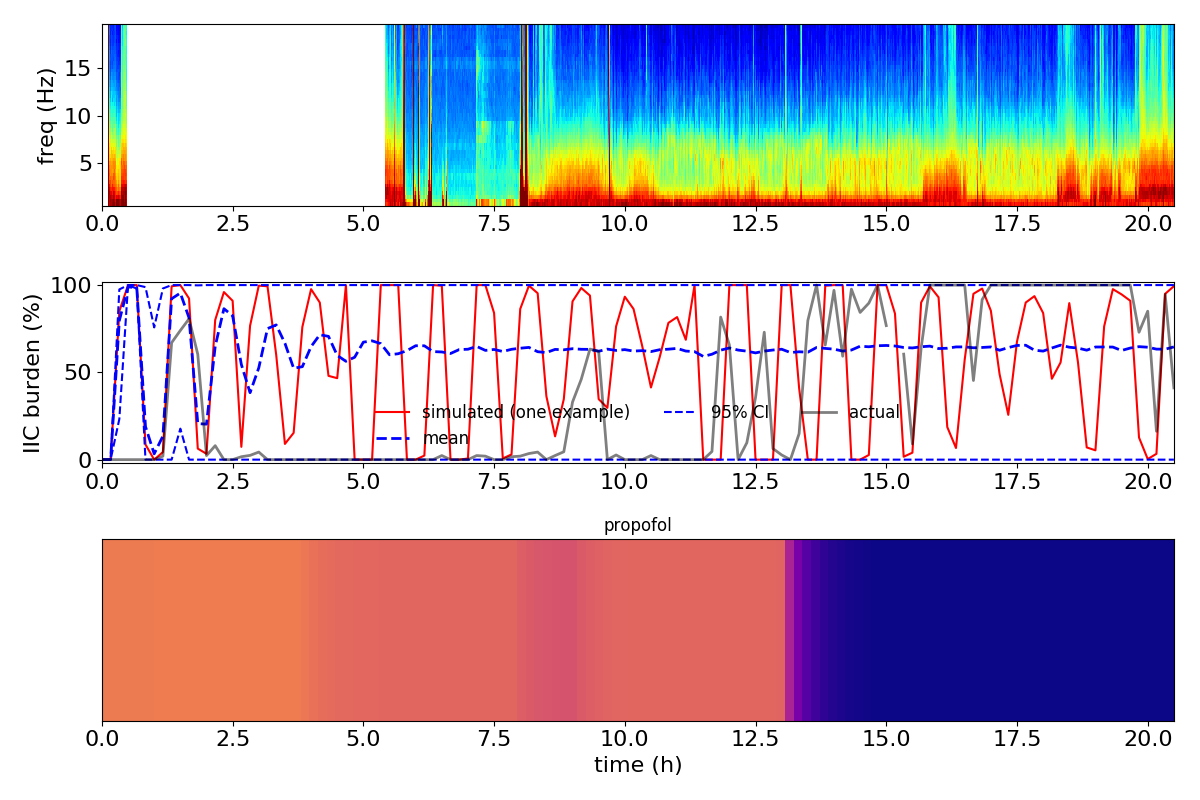 freq (Hz)
15
10
5
0.0 2.5 5.0 7.5 10.0 12.5 15.0 17.5 20.0
IIC burden (%)
100
50
0
simulated (one example) 95% CI actual
mean
0.0 2.5 5.0 7.5 10.0 12.5 15.0 17.5 20.0
propofol
0.0 2.5 5.0 7.5 10.0 12.5 15.0 17.5 20.0
time (h)